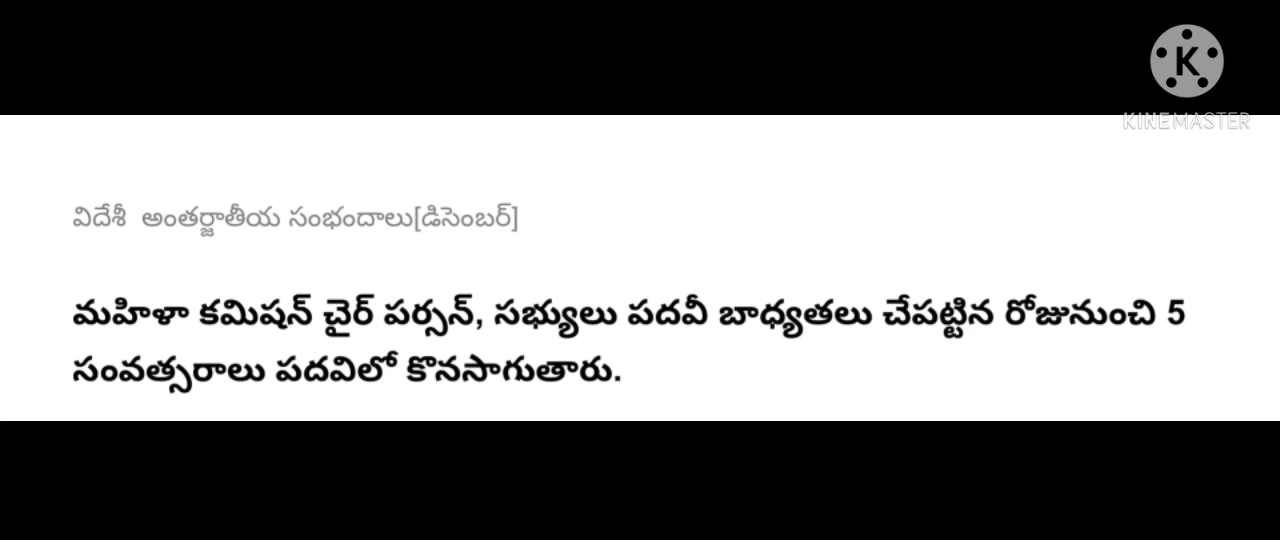 K
KINEMASTER
విదేశీ అంతర్జాతీయ సంభందాలు[డిసెంబర్]
మహిళా కమిషన్ చైర్ పర్సన్, సభ్యులు పదవీ బాధ్యతలు చేపట్టిన రోజునుంచి 5
సంవత్సరాలు పదవిలో కొనసాగుతారు.